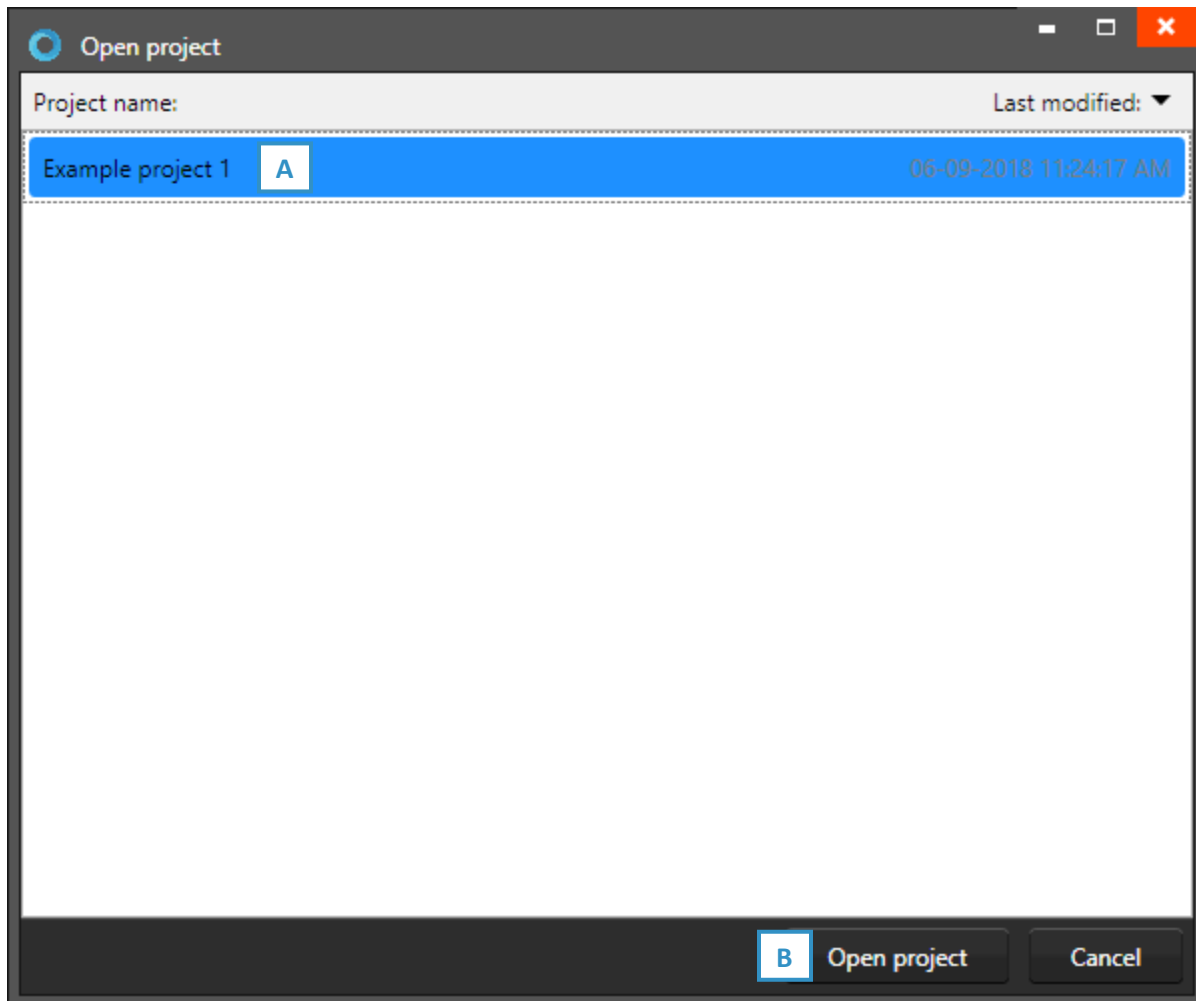 Open project
Project name: Last modified:
Example project 1 A 06-09-2018 11:24:17 AM
B Open project Cancel